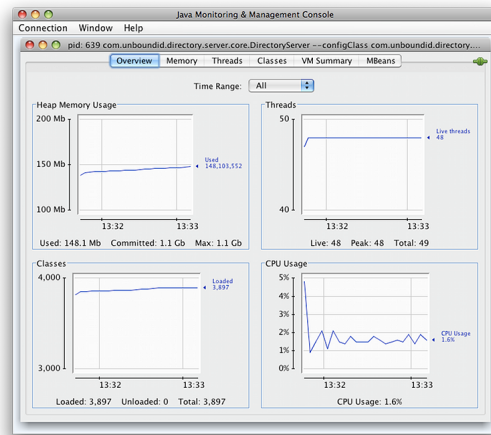 Java Monitoring & Management Console
Connection Window Help
pid: 639 com.unboundid.directory.server.core.DirectoryServer --configClass com.unboundid.directory....
Overview Memory Threads Classes VM Summary MBeans
Time Range: All
Heap Memory Usage
200 Mb
150 Mb
100 Mb
Used
148,103,552
13:32 13:33
Used: 148.1 Mb Committed: 1.1 Gb Max: 1.1 Gb
Threads
50
40
Live threads
48
13:32 13:33
Live: 48 Peak: 48 Total: 49
Classes
4,000
3,000
Loaded
3,897
13:32 13:33
Loaded: 3,897 Unloaded: 0 Total: 3,897
CPU Usage
5%
4%
3%
2%
1%
0%
CPU Usage
1.6%
13:32 13:33
CPU Usage: 1.6%